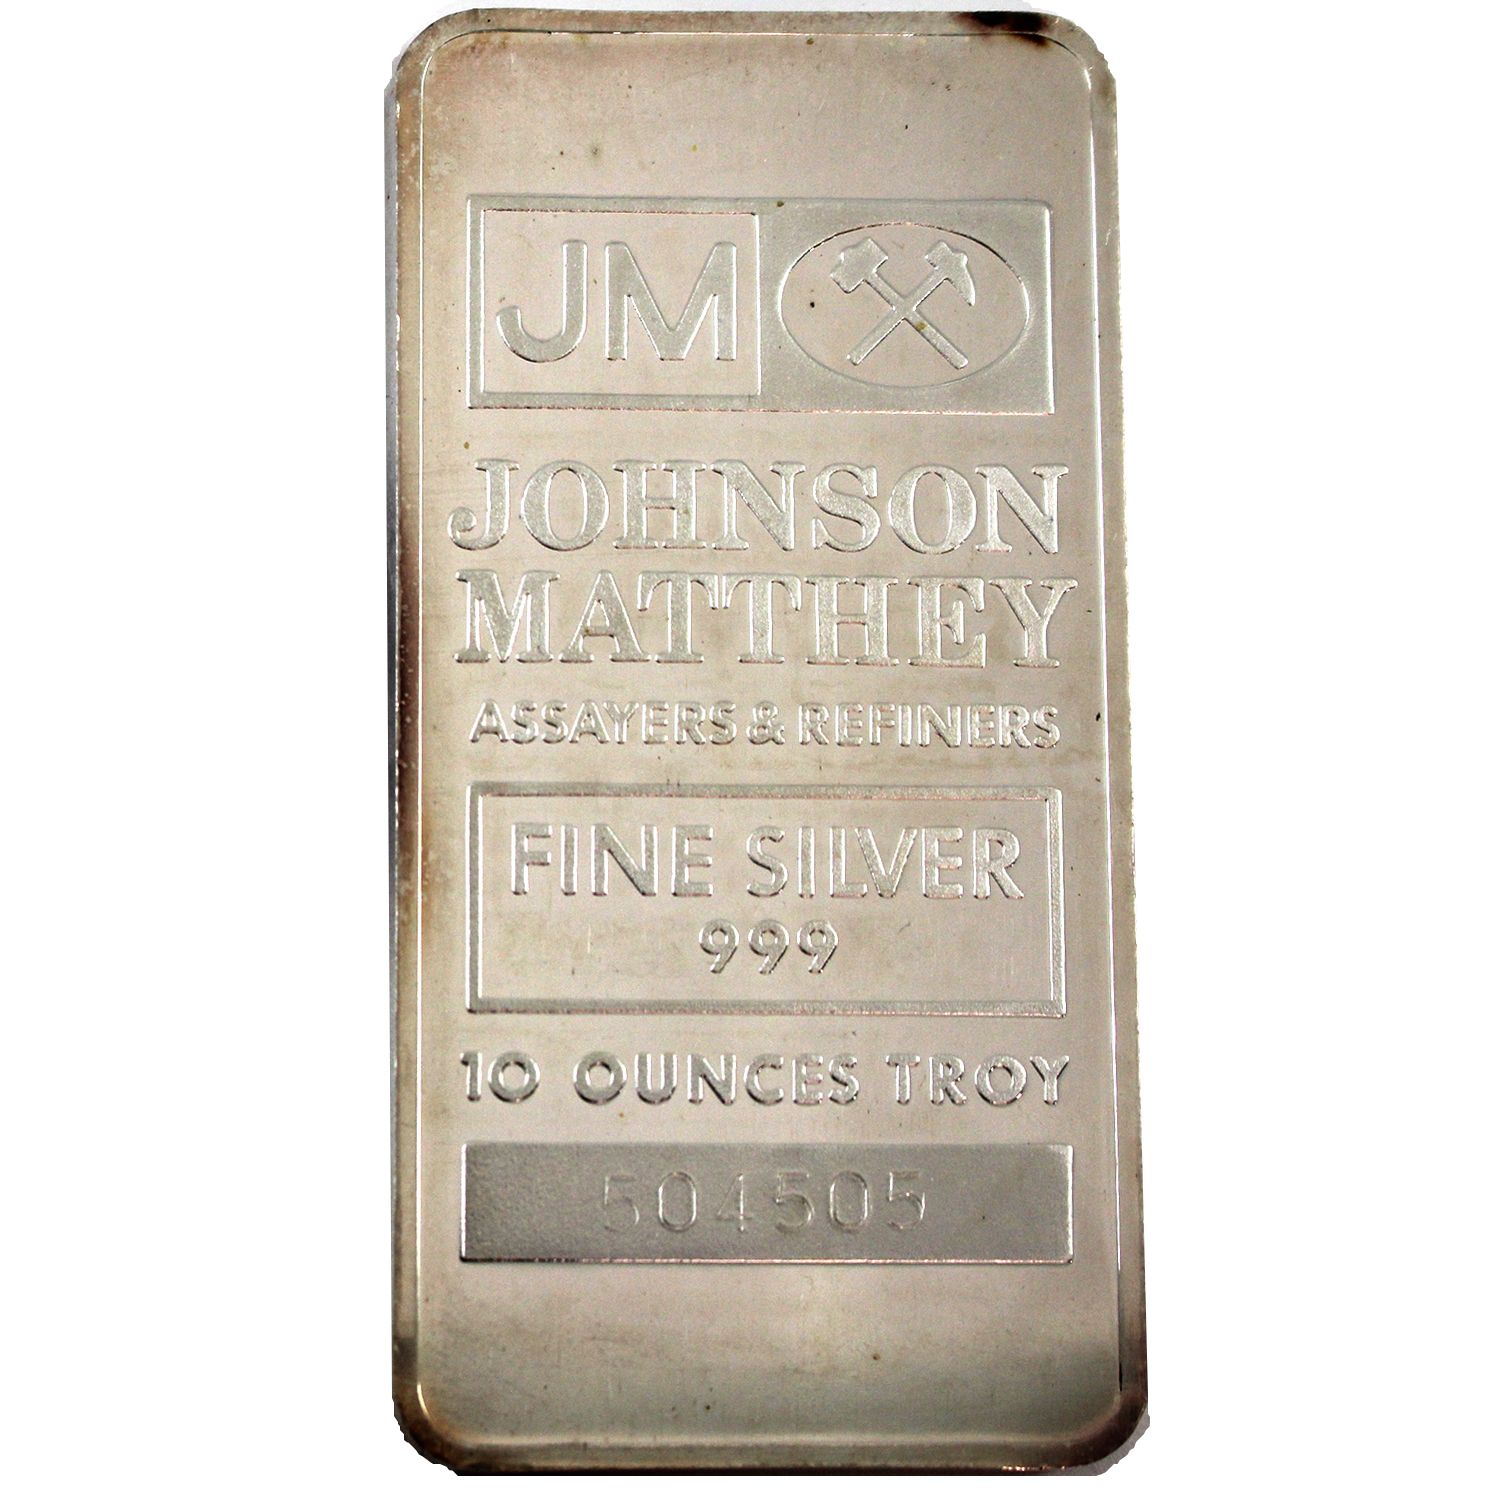 JM
JOHNSON
MATTHEY
ASSAYERS & REFINERS
FINE SILVER
999
10 OUNCES TROY
504505